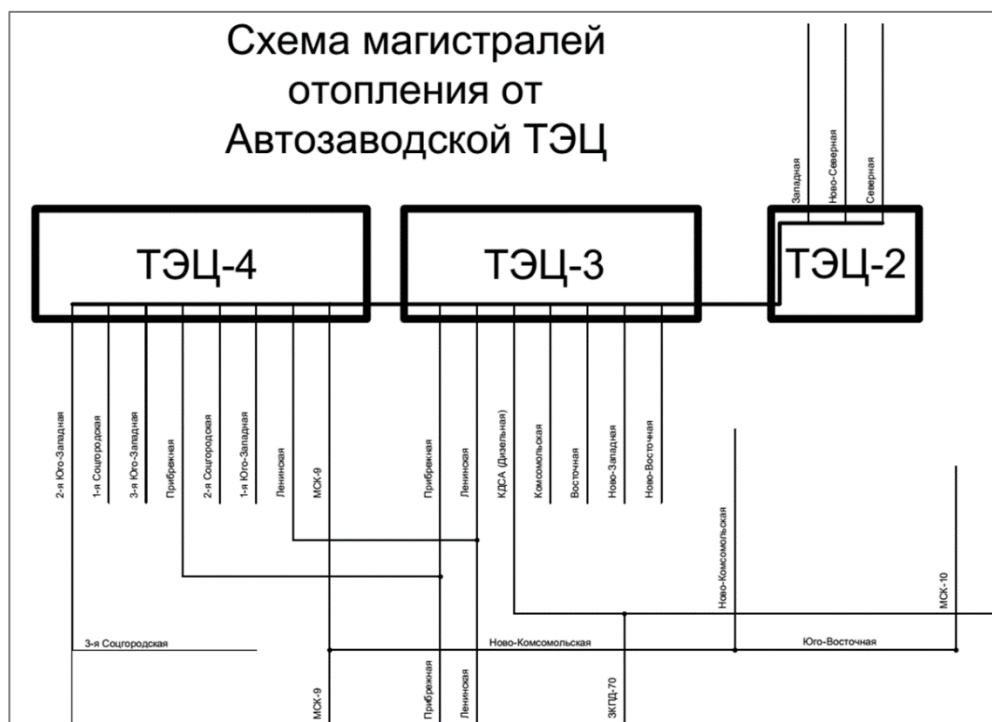 Схема магистралей
отопления от
Автозаводской ТЭЦ
Западная
Ново-Северная
Северная
ТЭЦ-4
ТЭЦ-3
ТЭЦ-2
2-я Юго-Западная
1-я Соцгородская
3-я Юго-Западная
Прибрежная
2-я Соцгородская
1-я Юго-Западная
Ленинская
МСК-9
Прибрежная
Ленинская
КДСА (Дизельная)
Комсомольская
Восточная
Ново-Западная
Ново-Восточная
Ново-Комсомольская
МСК-10
3-я Соцгородская
Ново-Комсомольская
Юго-Восточная
МСК-9
Прибрежная
Ленинская
ЗКПД-70